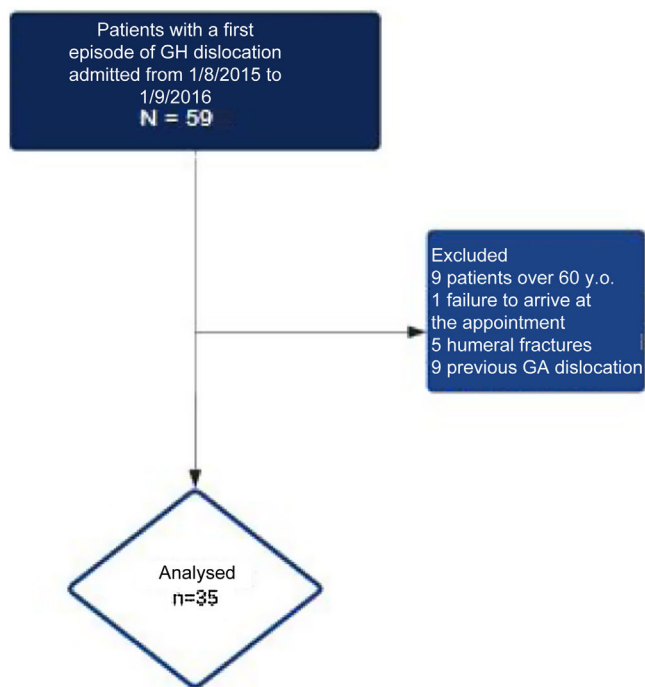 Patients with a first
episode of GH dislocation
admitted from 1/8/2015 to
1/9/2016
N = 59
Excluded
9 patients over 60 y.o.
1 failure to arrive at
the appointment
5 humeral fractures
9 previous GA dislocation
Analysed
n=35